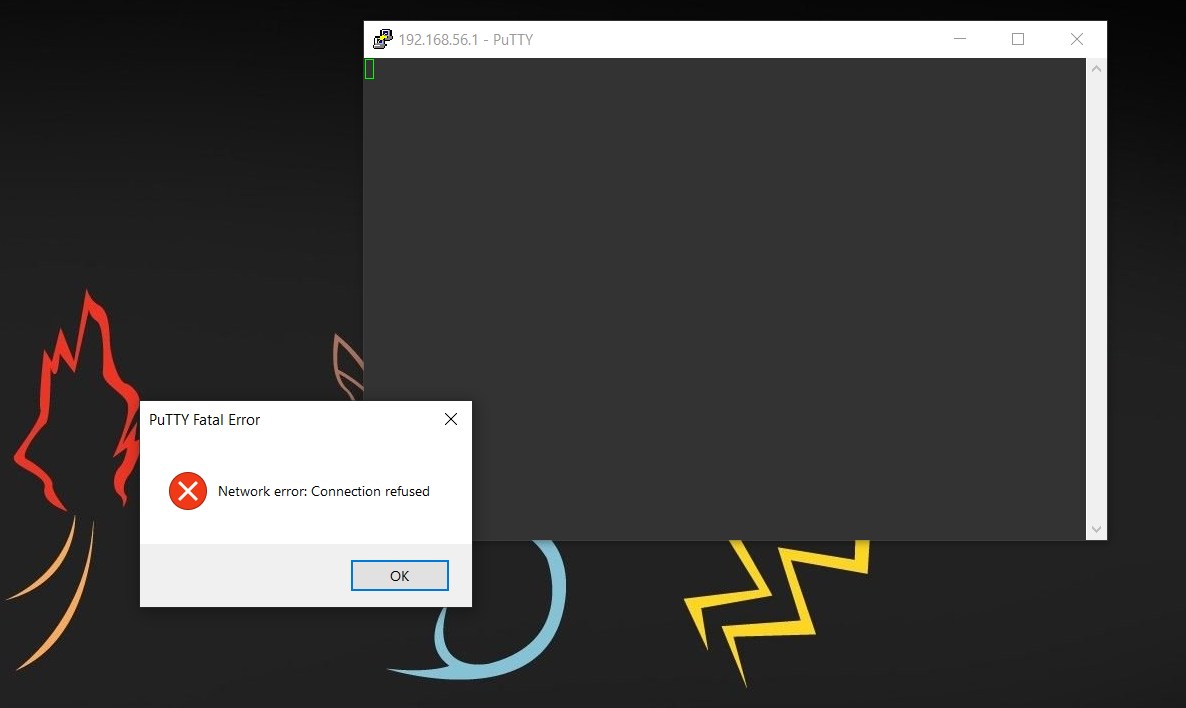 192.168.56.1 - PuTTY
PuTTY Fatal Error
Network error: Connection refused
OK